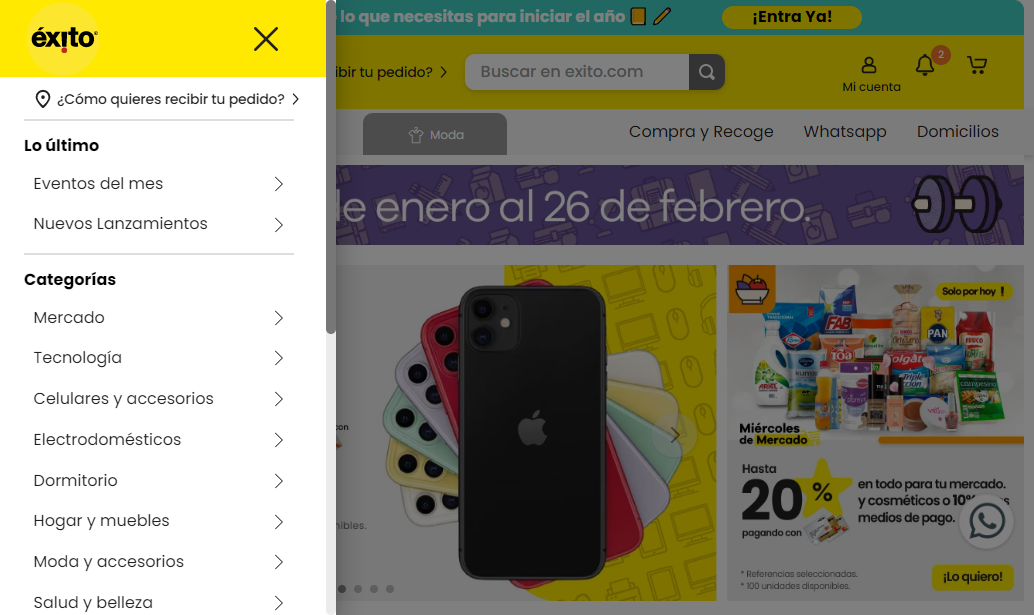 éxito
¿Cómo quieres recibir tu pedido?
Lo último
Eventos del mes
Nuevos Lanzamientos
Categorías
Mercado
Tecnología
Celulares y accesorios
Electrodomésticos
Dormitorio
Hogar y muebles
Moda y accesorios
Salud y belleza
lo que necesitas para iniciar el año
¡Entra Ya!
ibir tu pedido?
Buscar en exito.com
Mi cuenta
2
Moda
Compra y Recoge
Whatsapp
Domicilios
de enero al 26 de febrero.
con
nibles.
Solo por hoy !
FAB
PAN
Colgate
Miércoles
de Mercado
Hasta
20%
pagando con
en todo para tu mercado.
y cosméticos o 10%
medios de pago.
* Referencias seleccionadas.
* 100 unidades disponibles.
¡Lo quiero!